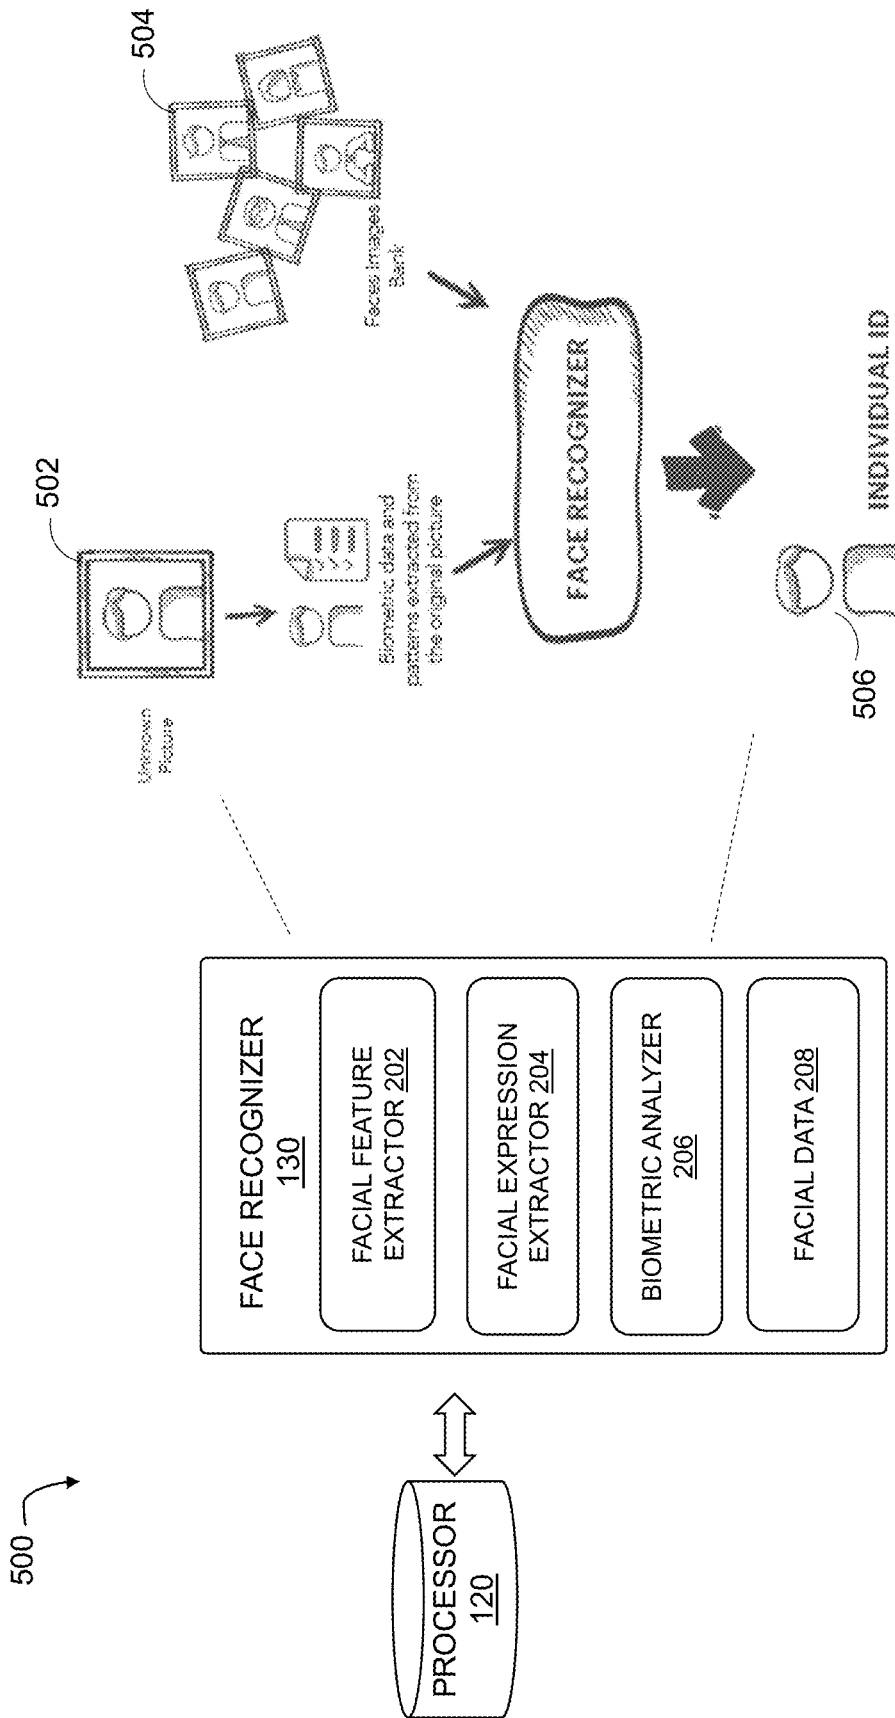 500
PROCESSOR
120
FACE RECOGNIZER
130
FACIAL FEATURE
EXTRACTOR 202
FACIAL EXPRESSION
EXTRACTOR 204
BIOMETRIC ANALYZER
206
FACIAL DATA 208
502
Unknown
Picture
Biometric data and
patterns extracted from
the original picture
504
Faces Images
Bank
FACE RECOGNIZER
506
INDIVIDUAL ID